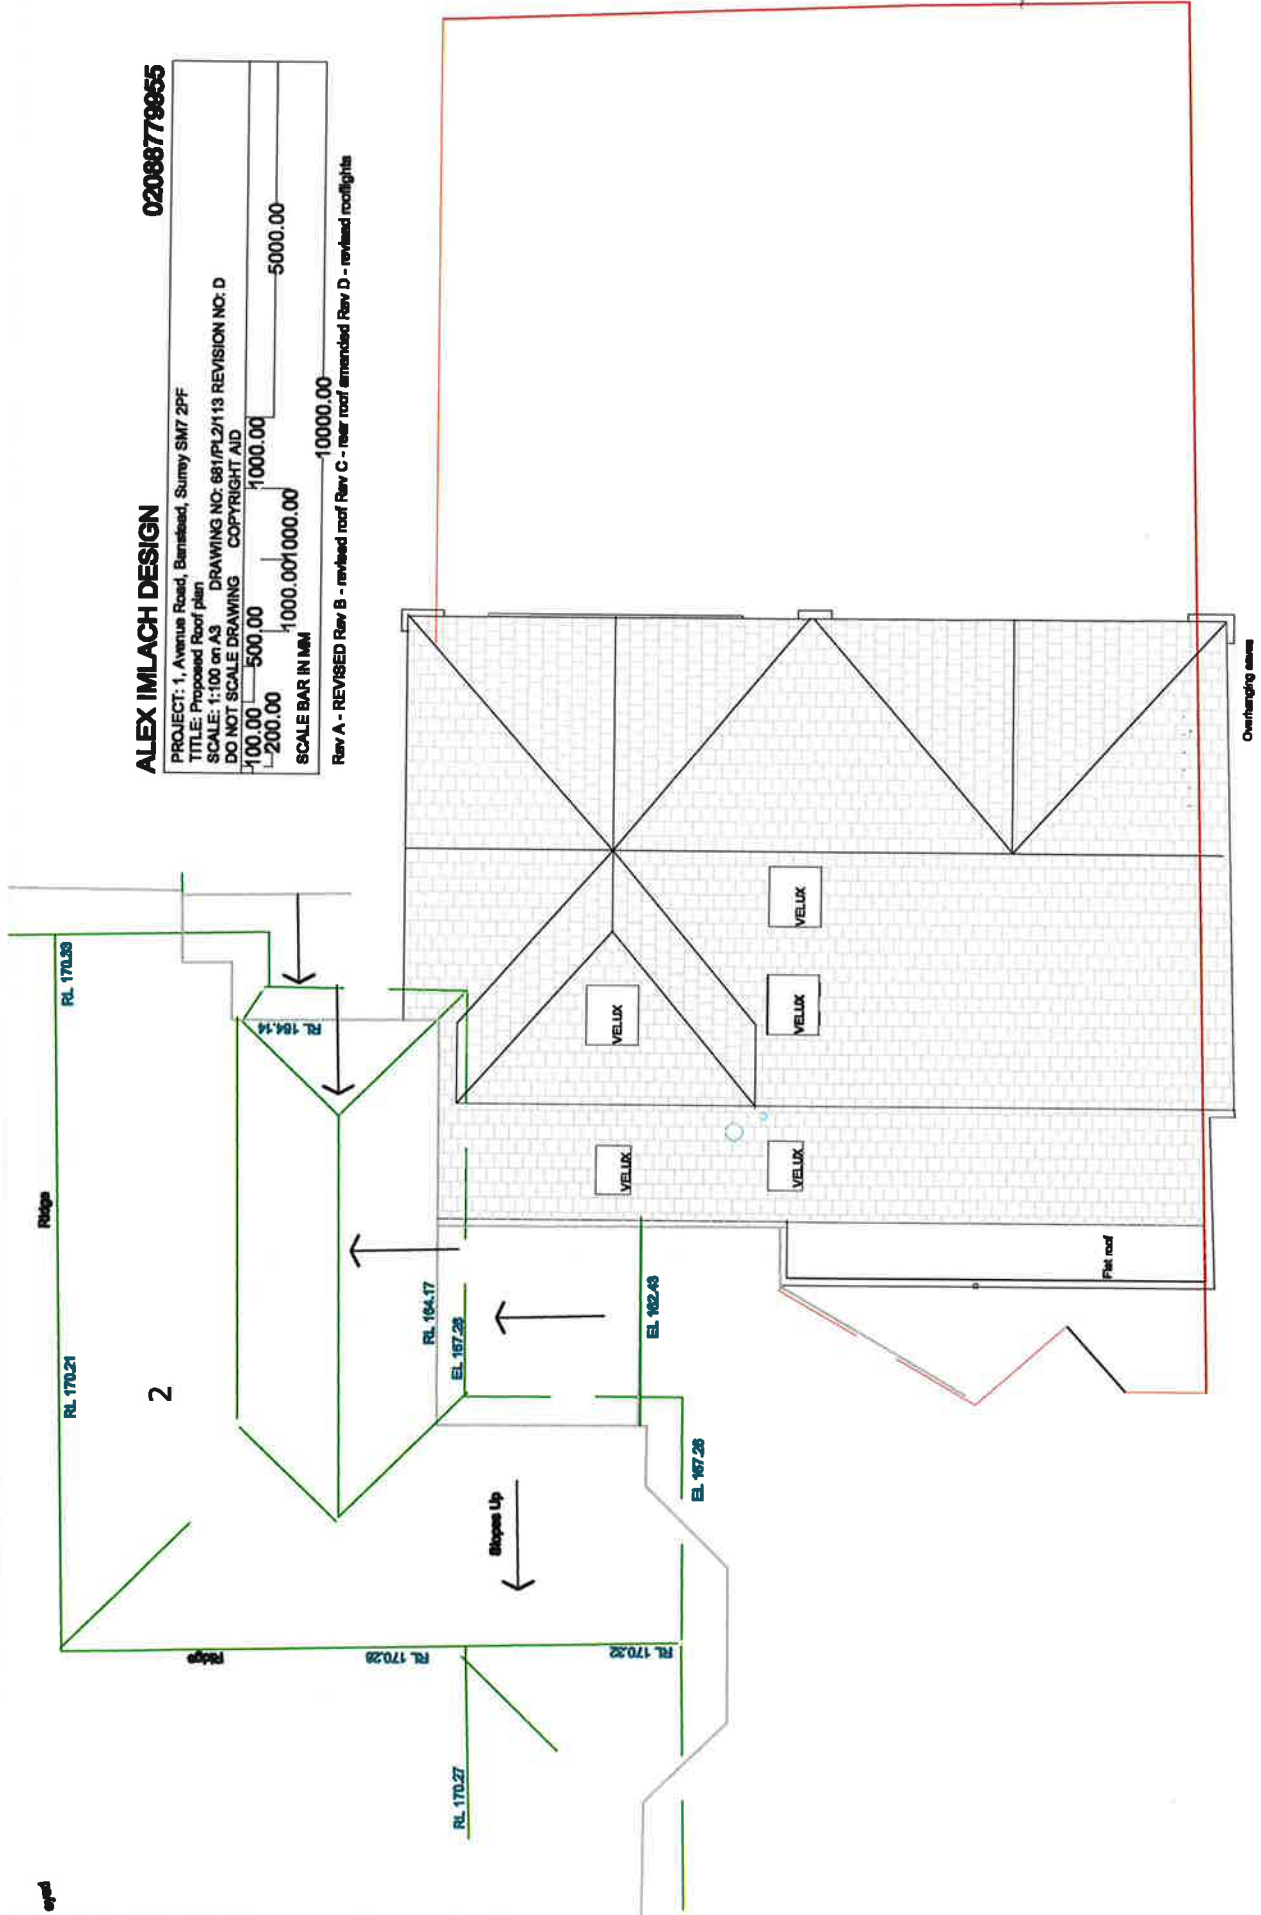 ALEX IMLACH DESIGN 02088779955
PROJECT: 1, Avenue Road, Banstead, Surrey SM7 2PF
TITLE: Proposed Roof plan
SCALE: 1:100 on A3 DRAWING NO: 681/PL2/113 REVISION NO: D
DO NOT SCALE DRAWING COPYRIGHT AID
100.00 500.00 1000.00
200.00 1000.00 1000.00 5000.00
SCALE BAR IN MM 10000.00
Rev A - REVISED Rev B - revised roof Rev C - rear roof amended Rev D - revised rooflights
RL 170.33
Ridge
RL 170.21
2
RL 164.14
RL 164.17
EL 167.26
EL 162.43
EL 167.26
Slopes Up
Ridge
RL 170.28
RL 170.32
RL 170.27
VELUX
VELUX
VELUX
VELUX
VELUX
Flat roof
Overhanging eaves